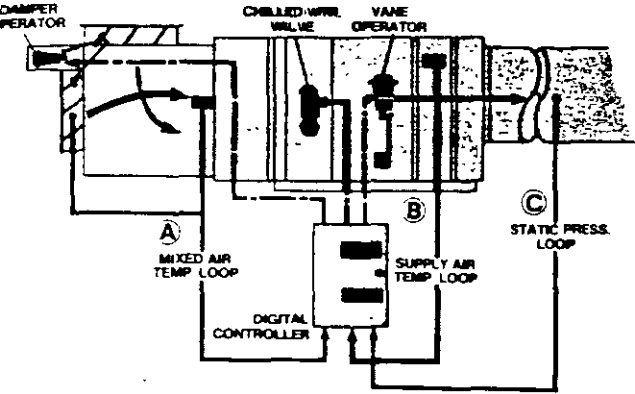 DAMPER
OPERATOR
CHILLED WTR.
VALVE
VANE
OPERATOR
A
MIXED AIR
TEMP LOOP
B
SUPPLY AIR
TEMP LOOP
C
STATIC PRESS.
LOOP
DIGITAL
CONTROLLER